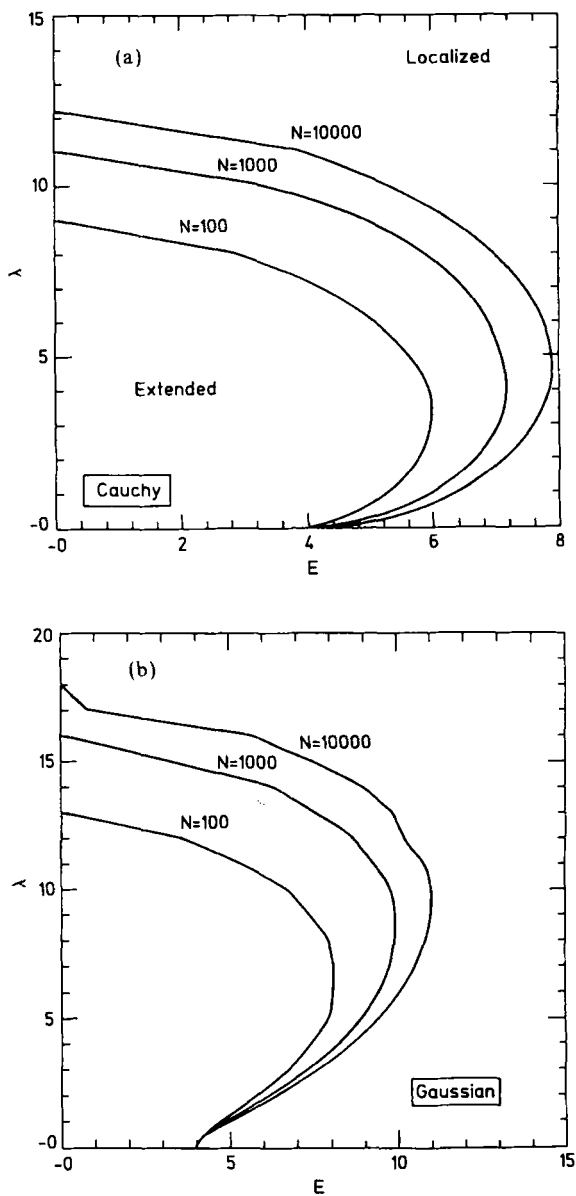 15
(a)
Localized
N=10000
N=1000
10
N=100
λ
5
Extended
Cauchy
-0
-0 2 4 6 8
E
20
(b)
N=10000
15
N=1000
N=100
λ
10
5
Gaussian
-0
-0 5 10 15
E